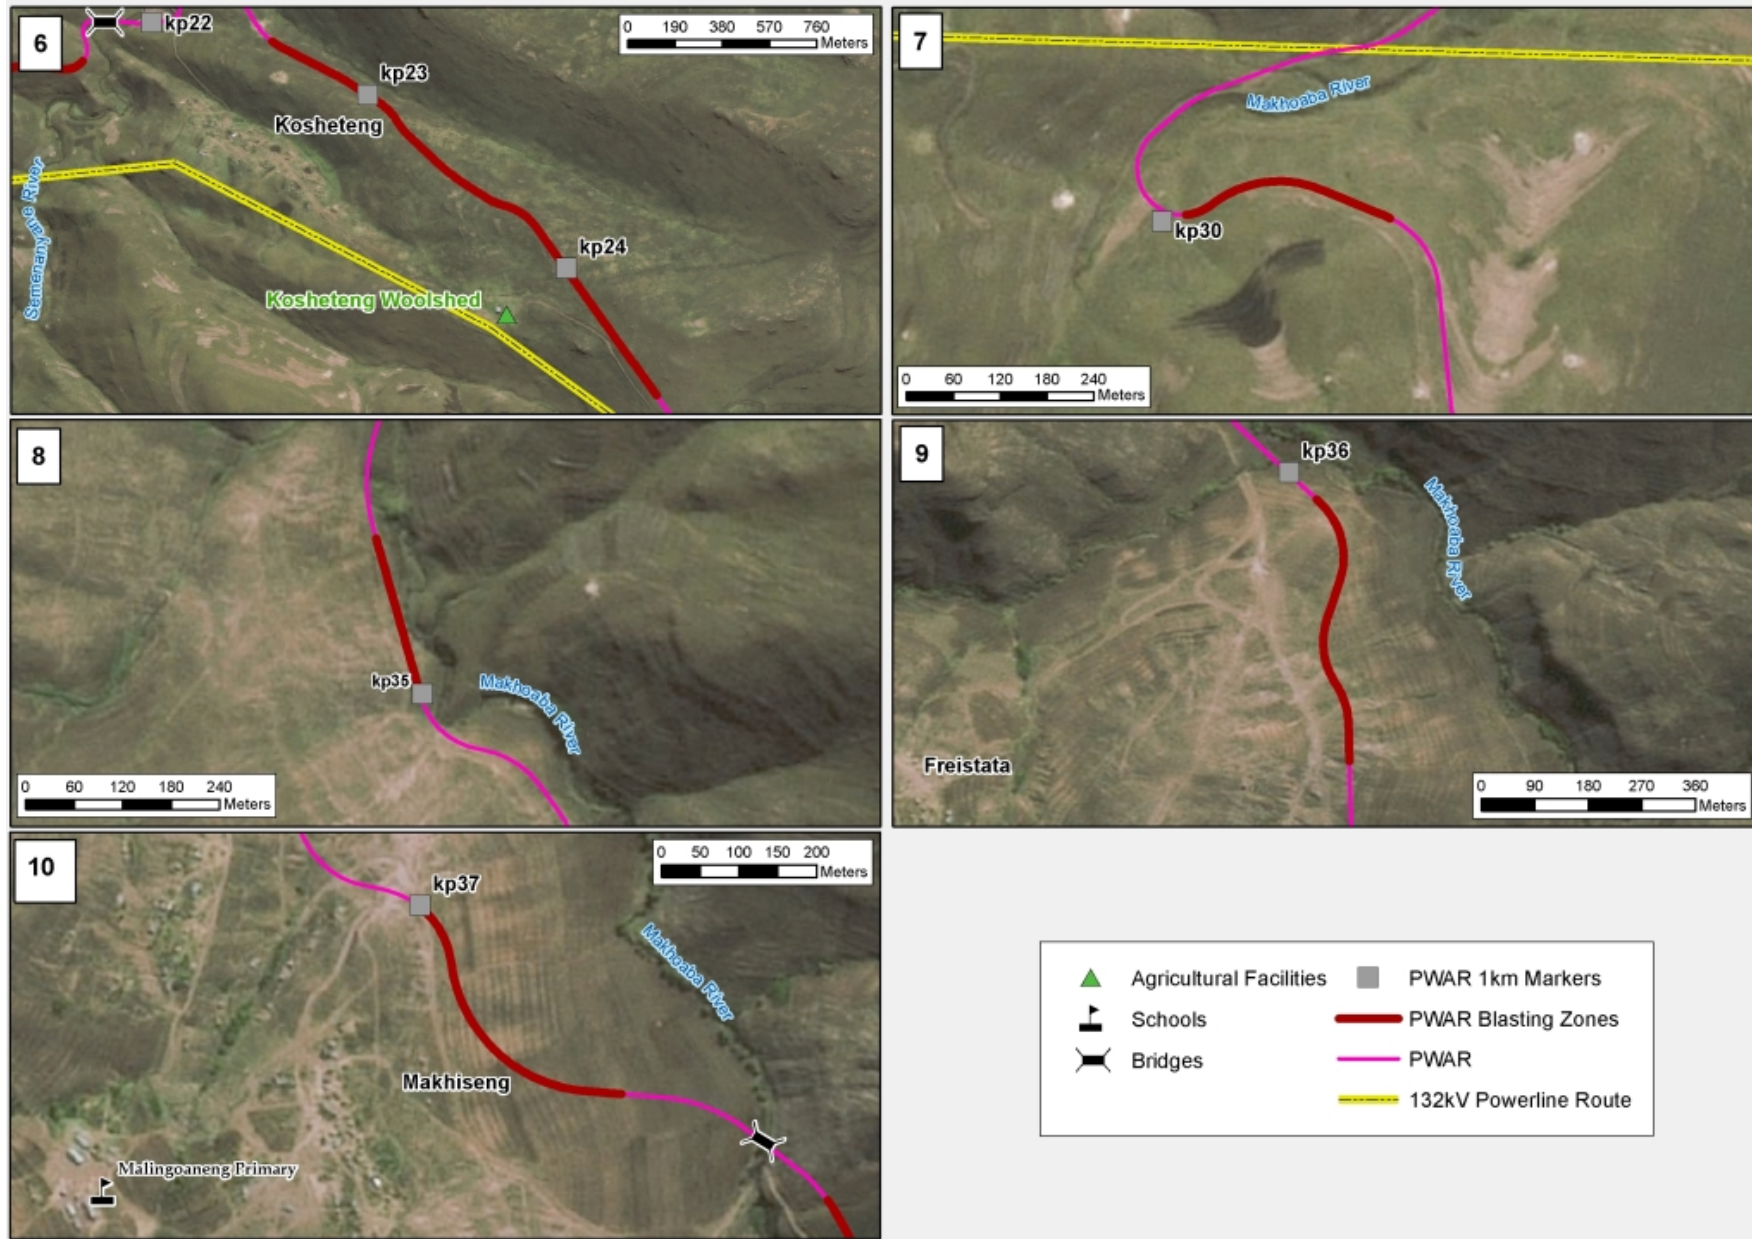 6
kp22
0 190 380 570 760
Meters
kp23
Kosheteng
Semenanyane River
kp24
Kosheteng Woolshed
7
Makhoaba River
kp30
0 60 120 180 240
Meters
8
kp35
Makhoaba River
0 60 120 180 240
Meters
9
kp36
Makhoaba River
Freistata
0 90 180 270 360
Meters
10
0 50 100 150 200
Meters
kp37
Makhoaba River
Makhiseng
Malingoaneng Primary
Agricultural Facilities
Schools
Bridges
PWAR 1km Markers
PWAR Blasting Zones
PWAR
132kV Powerline Route